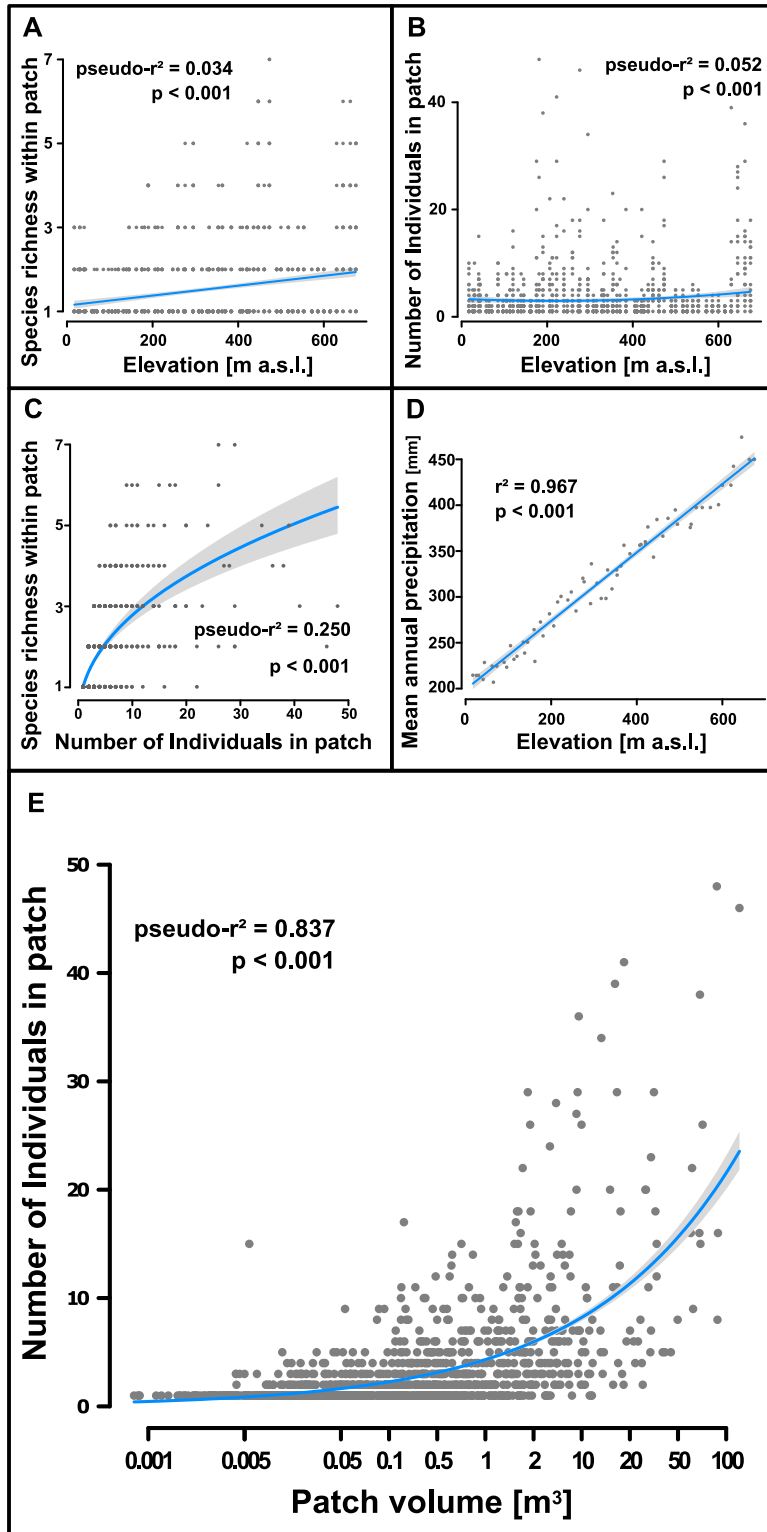 A
pseudo-r² = 0.034
p < 0.001
Species richness within patch
7
5
3
1
0
200
400
600
Elevation [m a.s.l.]
B
pseudo-r² = 0.052
p < 0.001
Number of Individuals in patch
40
20
0
0
200
400
600
Elevation [m a.s.l.]
C
Species richness within patch
7
5
3
1
pseudo-r² = 0.250
p < 0.001
0
10
20
30
40
50
Number of Individuals in patch
D
r² = 0.967
p < 0.001
Mean annual precipitation [mm]
450
400
350
300
250
200
0
200
400
600
Elevation [m a.s.l.]
E
pseudo-r² = 0.837
p < 0.001
Number of Individuals in patch
50
40
30
20
10
0
0.001
0.005
0.05
0.1
0.5
1
2
10
20
50
100
Patch volume [m³]